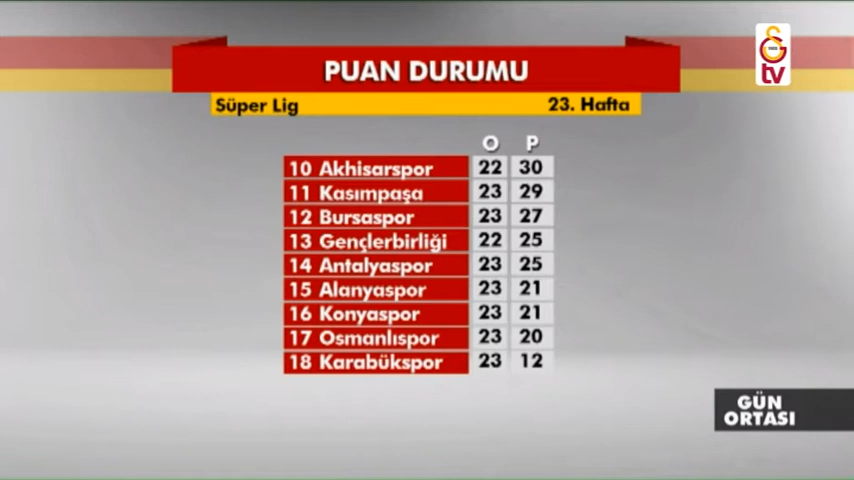 PUAN DURUMU
Süper Lig 23. Hafta
tv
O P
10 Akhisarspor 22 30
11 Kasımpaşa 23 29
12 Bursaspor 23 27
13 Gençlerbirliği 22 25
14 Antalyaspor 23 25
15 Alanyaspor 23 21
16 Konyaspor 23 21
17 Osmanlıspor 23 20
18 Karabükspor 23 12
GÜN
ORTASI